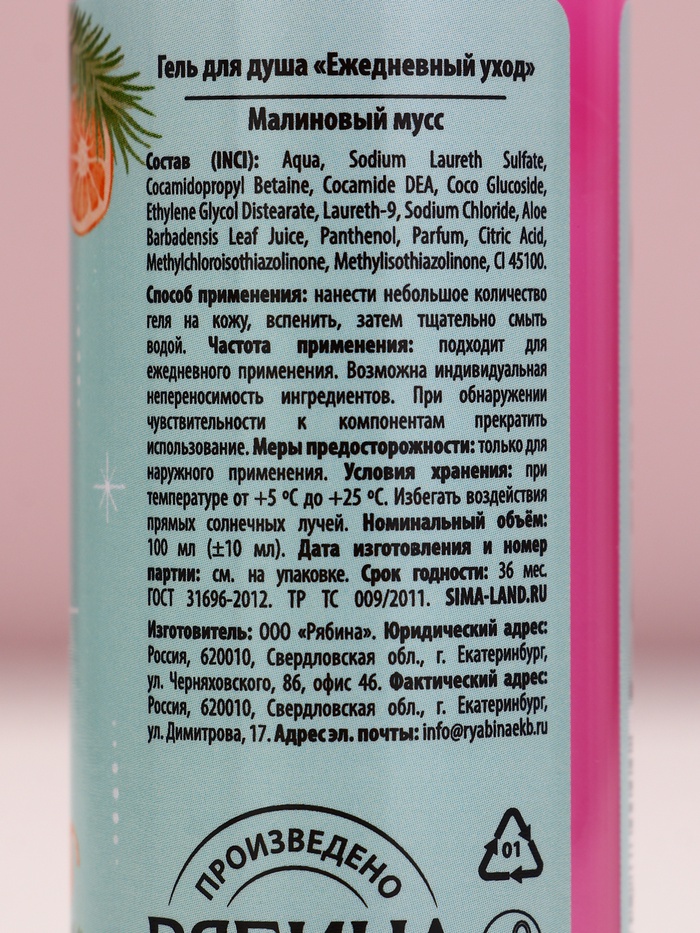 Гель для душа «Ежедневный уход»
Малиновый мусс
Состав (INCI): Aqua, Sodium Laureth Sulfate,
Cocamidopropyl Betaine, Cocamide DEA, Coco Glucoside,
Ethylene Glycol Distearate, Laureth-9, Sodium Chloride, Aloe
Barbadensis Leaf Juice, Panthenol, Parfum, Citric Acid,
Methylchloroisothiazolinone, Methylisothiazolinone, CI 45100.
Способ применения: нанести небольшое количество
геля на кожу, вспенить, затем тщательно смыть
водой. Частота применения: подходит для
ежедневного применения. Возможна индивидуальная
непереносимость ингредиентов. При обнаружении
чувствительности к компонентам прекратить
использование. Меры предосторожности: только для
наружного применения. Условия хранения: при
температуре от +5 ºС до +25 ºС. Избегать воздействия
прямых солнечных лучей. Номинальный объём:
100 мл (±10 мл). Дата изготовления и номер
партии: см. на упаковке. Срок годности: 36 мес.
ГОСТ 31696-2012. ТР ТС 009/2011. SIMA-LAND.RU
Изготовитель: ООО «Рябина». Юридический адрес:
Россия, 620010, Свердловская обл., г. Екатеринбург,
ул. Черняховского, 86, офис 46. Фактический адрес:
Россия, 620010, Свердловская обл., г. Екатеринбург,
ул. Димитрова, 17. Адрес эл. почты: info@ryabinaekb.ru
ПРОИЗВЕДЕНО
01
РЯБИНА